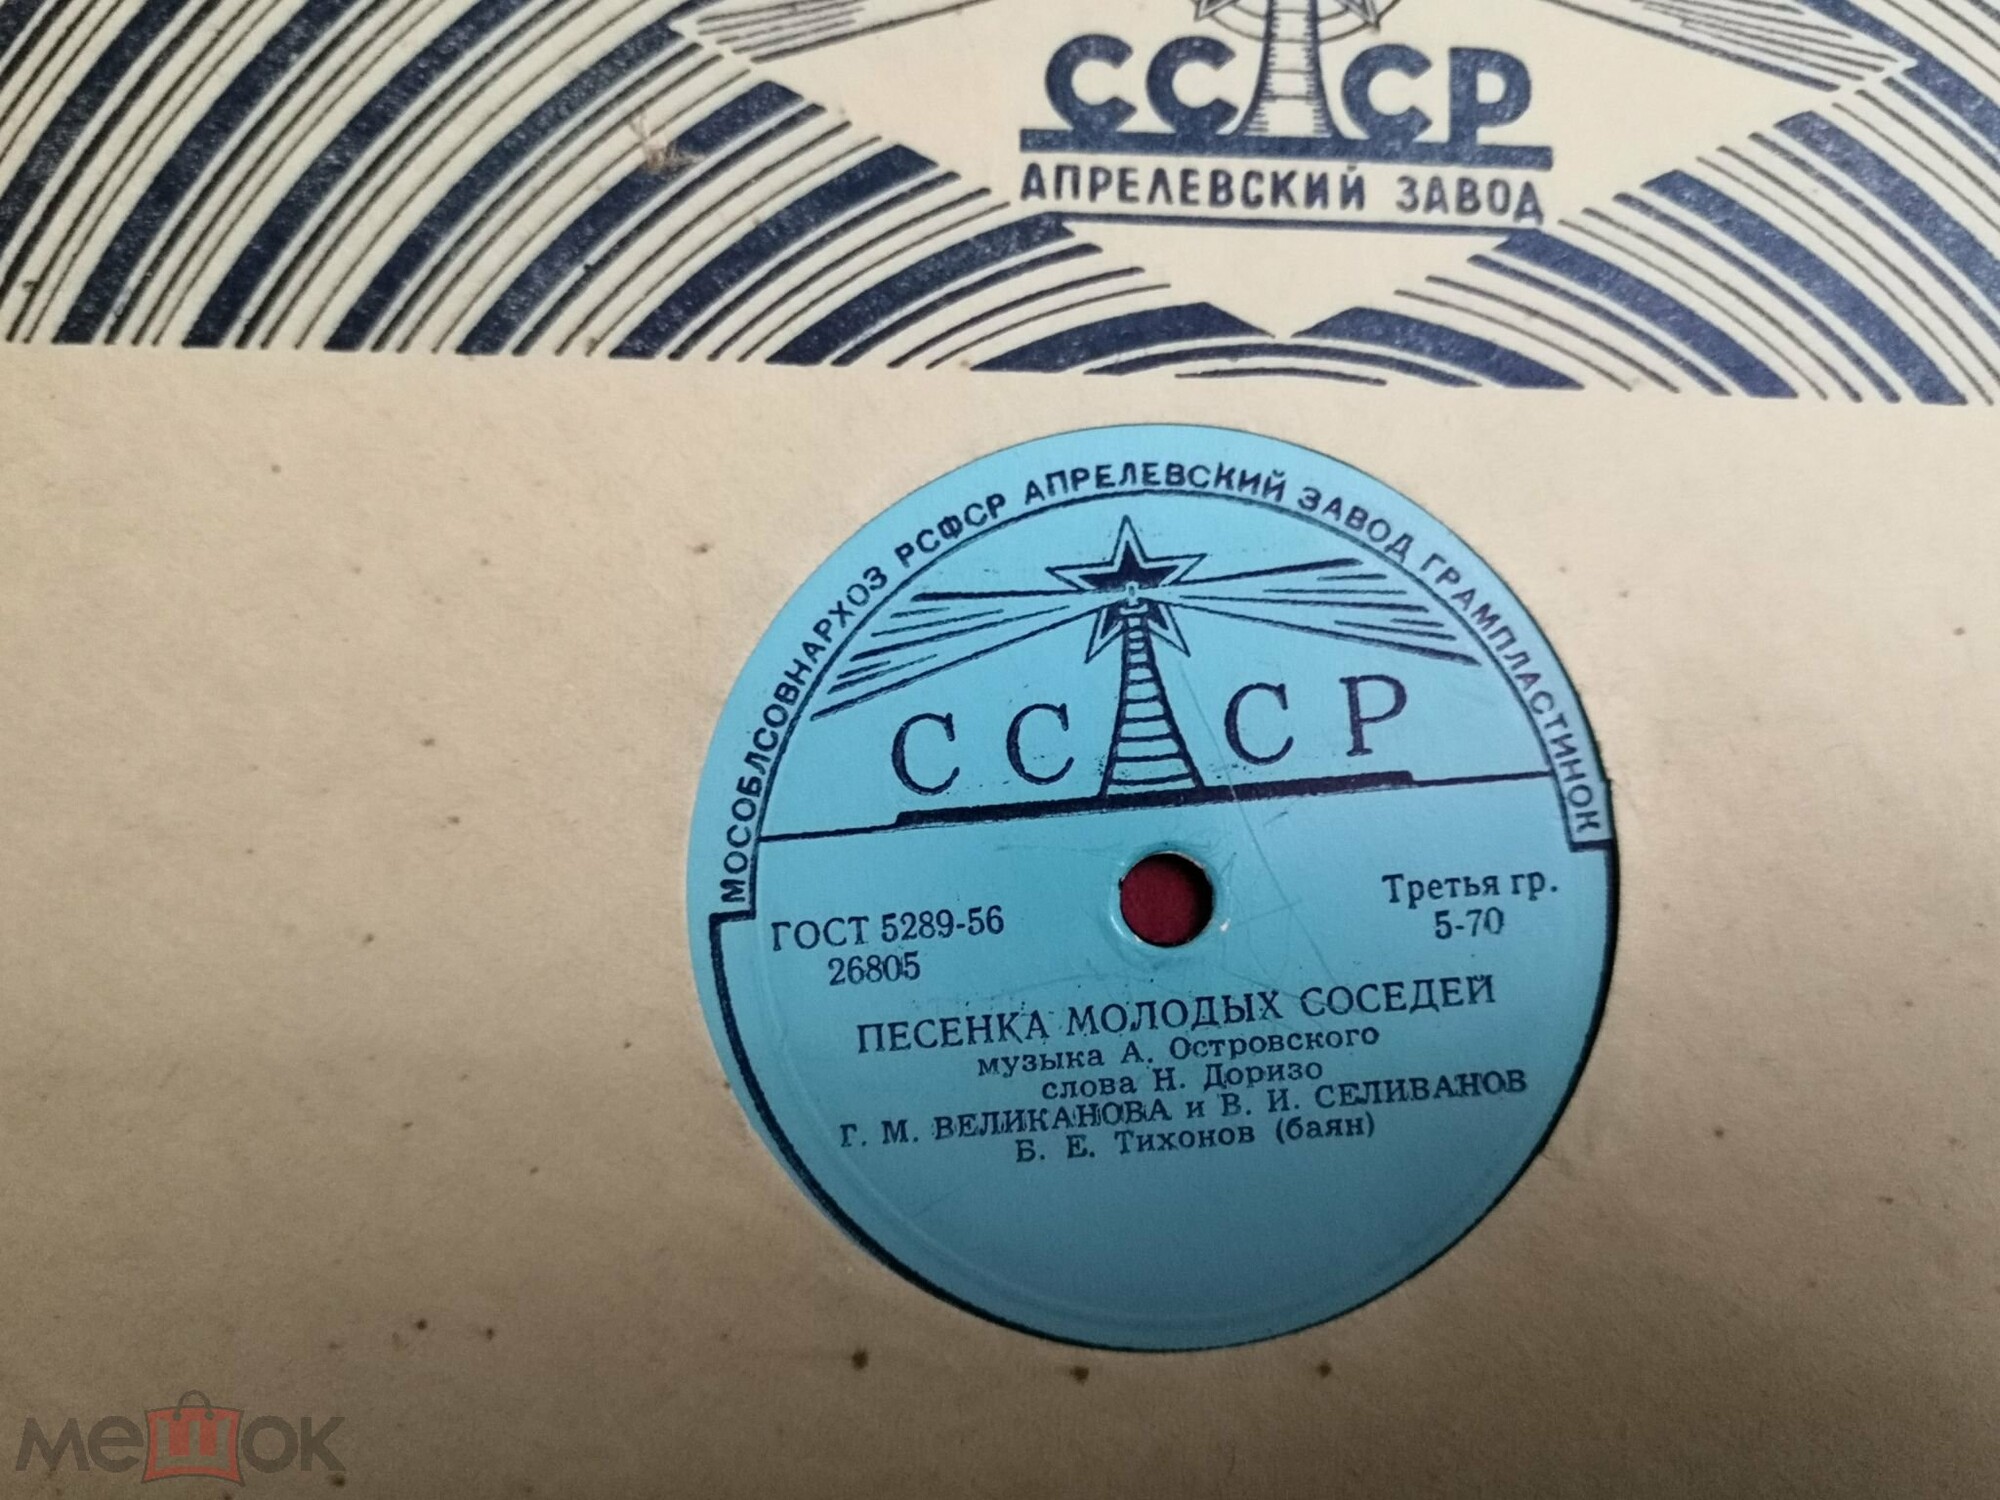 СССР
АПРЕЛЕВСКИЙ ЗАВОД
МОСОБЛСОВНАРХОЗ РСФСР АПРЕЛЕВСКИЙ ЗАВОД ГРАМПЛАСТИНОК
СССР
ГОСТ 5289-56
26805
Третья гр.
5-70
ПЕСЕНКА МОЛОДЫХ СОСЕДЕЙ
музыка А. Островского
слова Н. Доризо
Г. М. ВЕЛИКАНОВА и В. И. СЕЛИВАНОВ
Б. Е. Тихонов (баян)
мешок